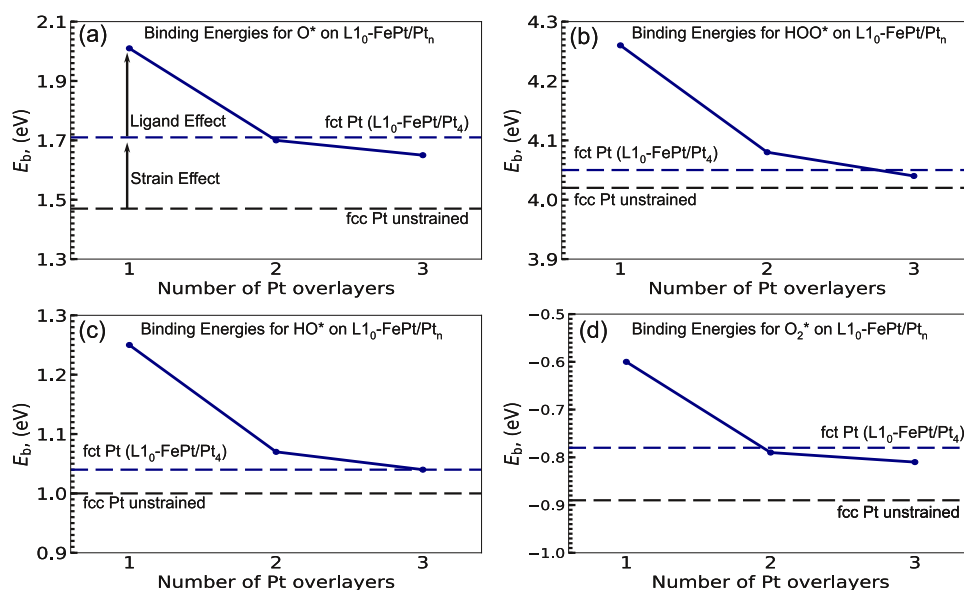 (a)
Binding Energies for O* on L1₀-FePt/Ptₙ
2.1
1.9
1.7
1.5
1.3
E_b, (eV)
Ligand Effect
fct Pt (L1₀-FePt/Pt₄)
Strain Effect
fcc Pt unstrained
1 2 3
Number of Pt overlayers
(b)
Binding Energies for HOO* on L1₀-FePt/Ptₙ
4.3
4.2
4.1
4.0
3.9
E_b, (eV)
fct Pt (L1₀-FePt/Pt₄)
fcc Pt unstrained
1 2 3
Number of Pt overlayers
(c)
Binding Energies for HO* on L1₀-FePt/Ptₙ
1.3
1.2
1.1
1.0
0.9
E_b, (eV)
fct Pt (L1₀-FePt/Pt₄)
fcc Pt unstrained
1 2 3
Number of Pt overlayers
(d)
Binding Energies for O₂* on L1₀-FePt/Ptₙ
−0.5
−0.6
−0.7
−0.8
−0.9
−1.0
E_b, (eV)
fct Pt (L1₀-FePt/Pt₄)
fcc Pt unstrained
1 2 3
Number of Pt overlayers